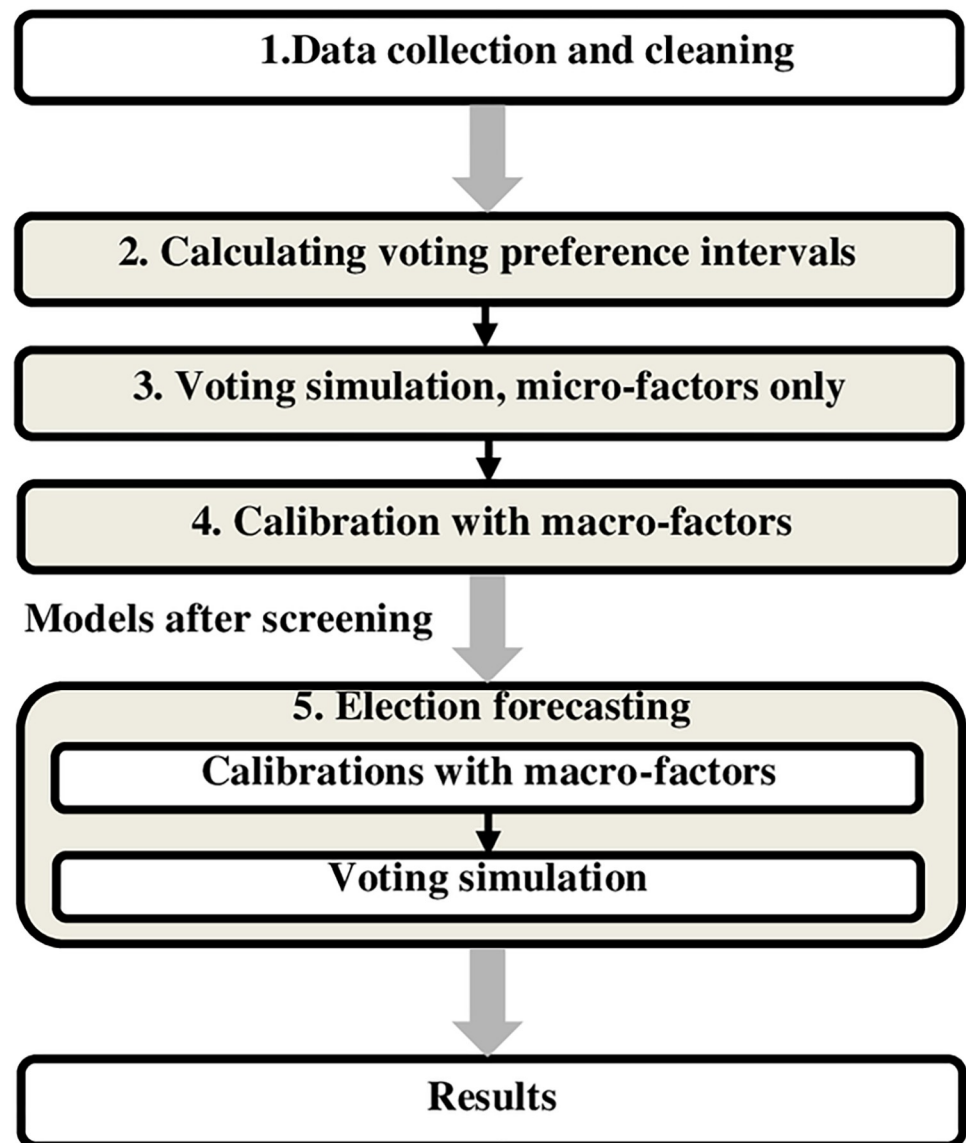 1.Data collection and cleaning
2. Calculating voting preference intervals
3. Voting simulation, micro-factors only
4. Calibration with macro-factors
Models after screening
5. Election forecasting
Calibrations with macro-factors
Voting simulation
Results